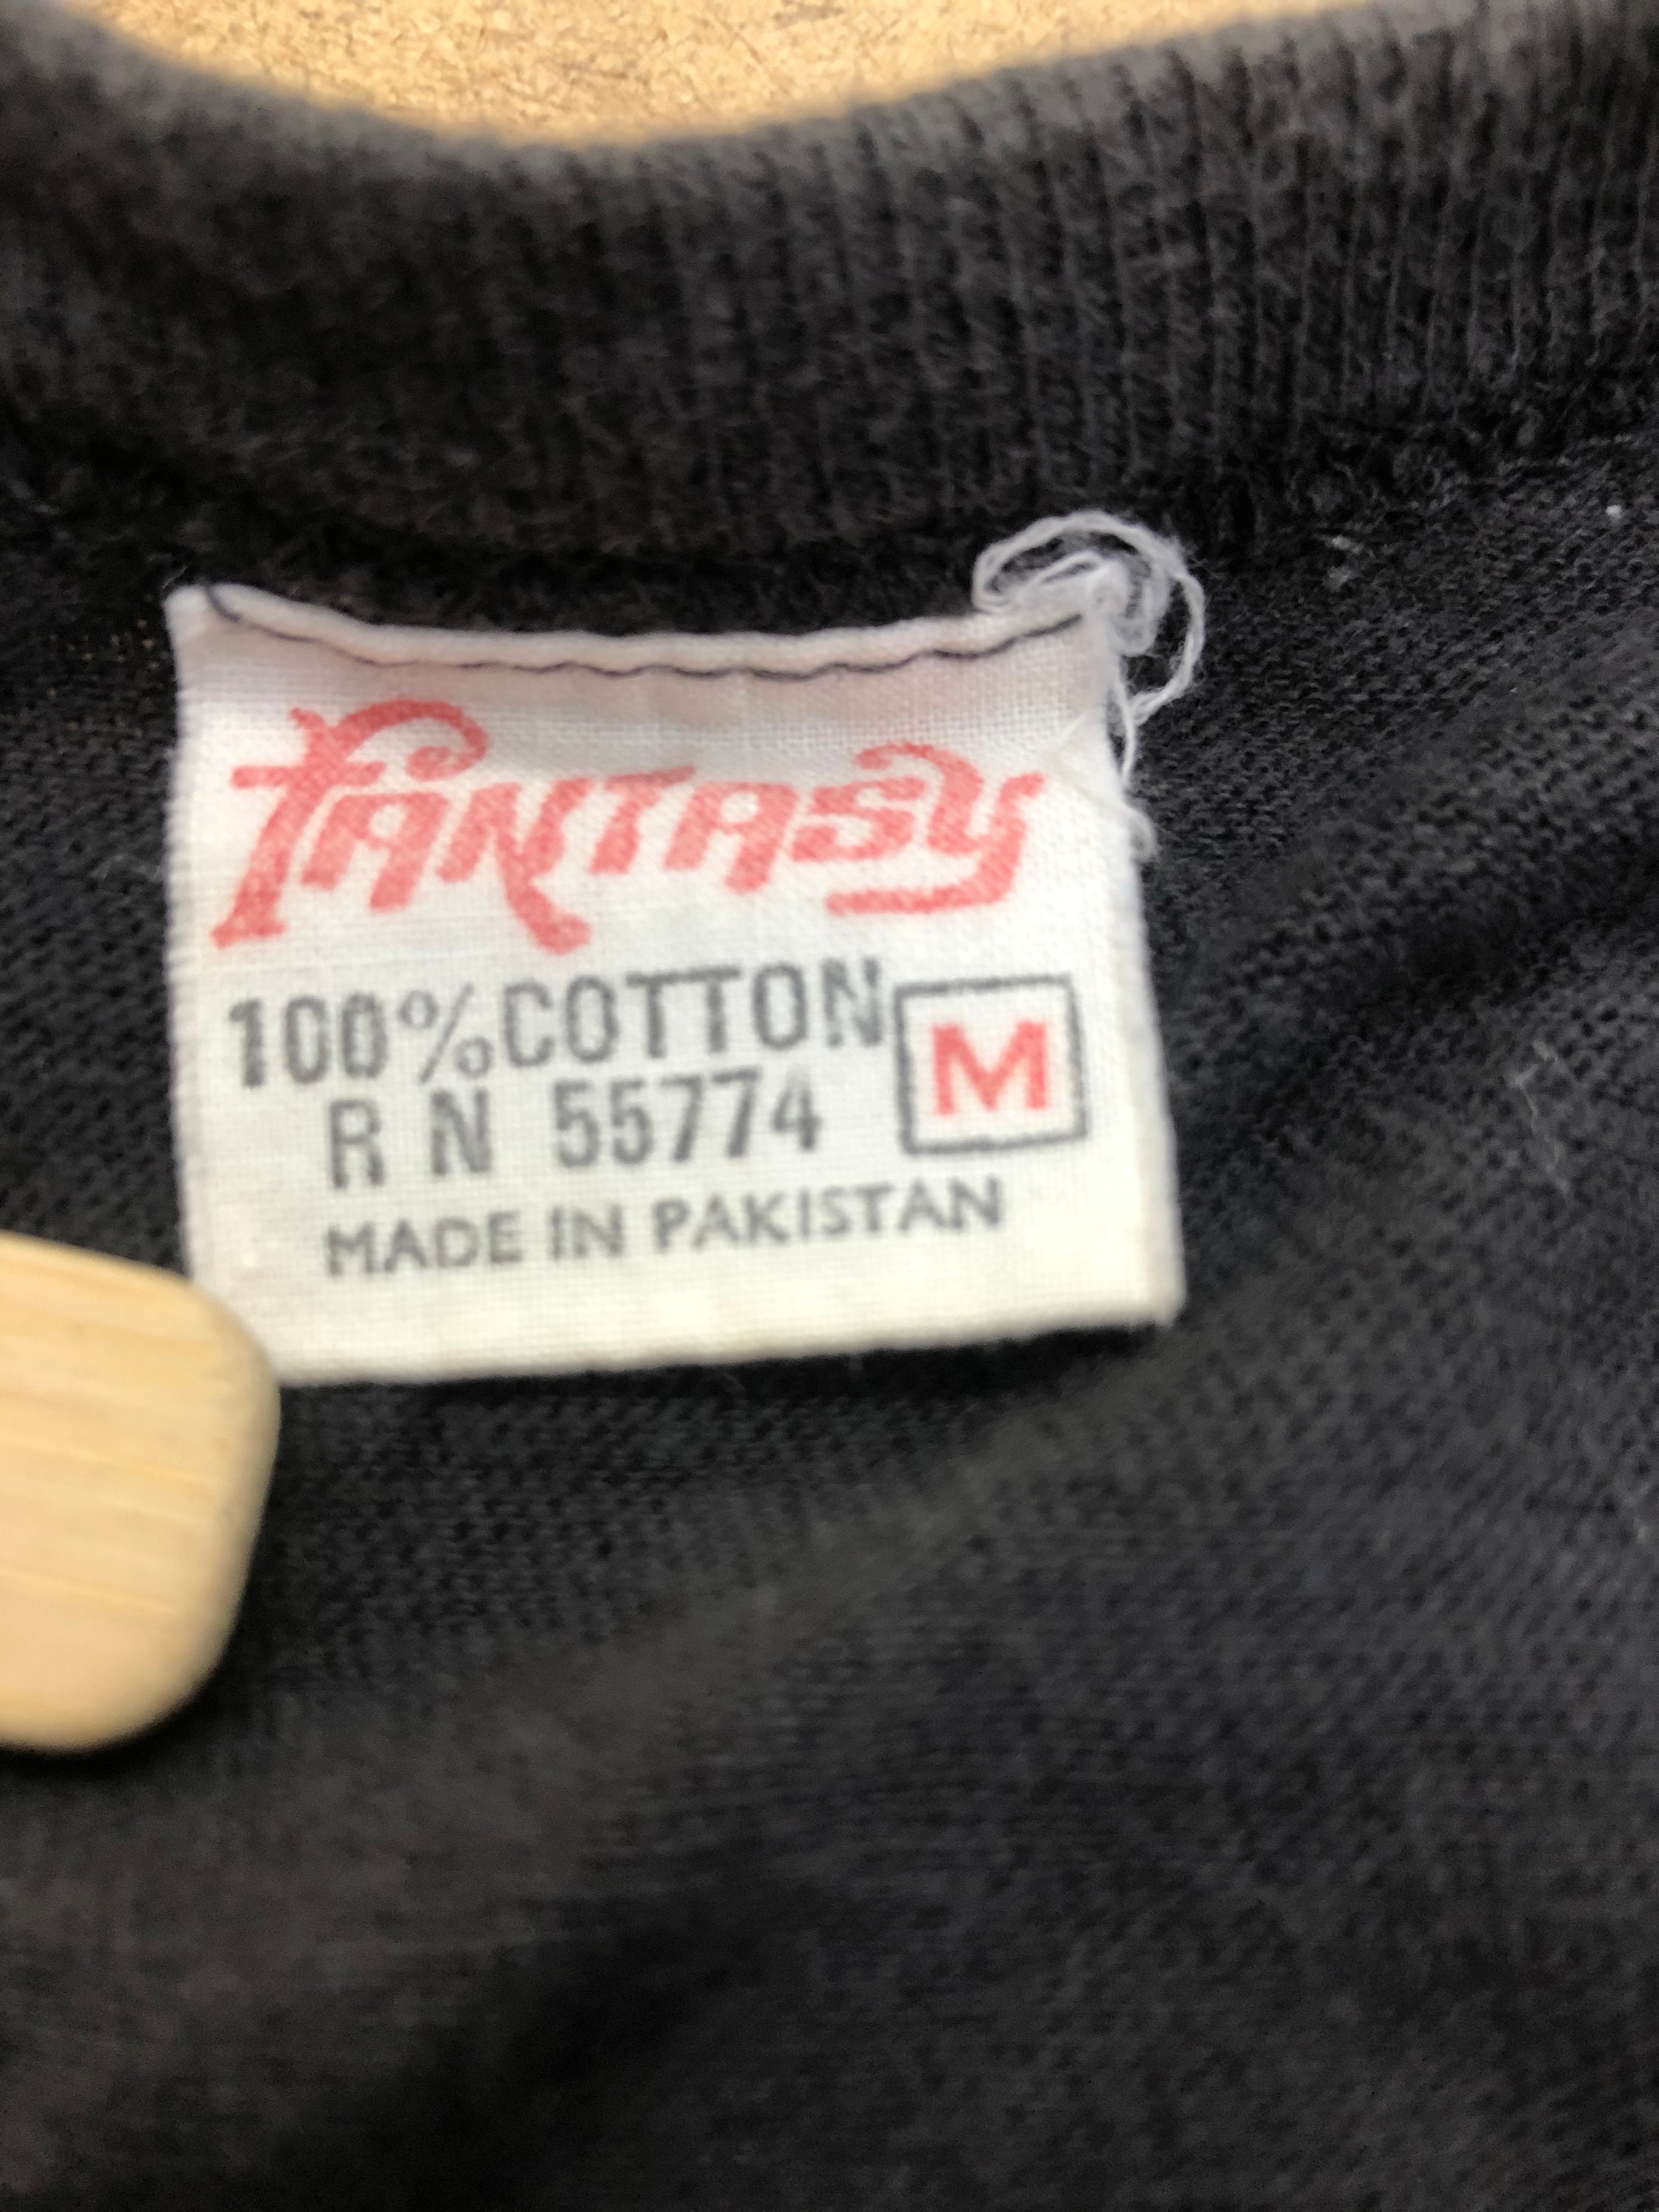 FANTASY
100% COTTON M
R N 55774
MADE IN PAKISTAN